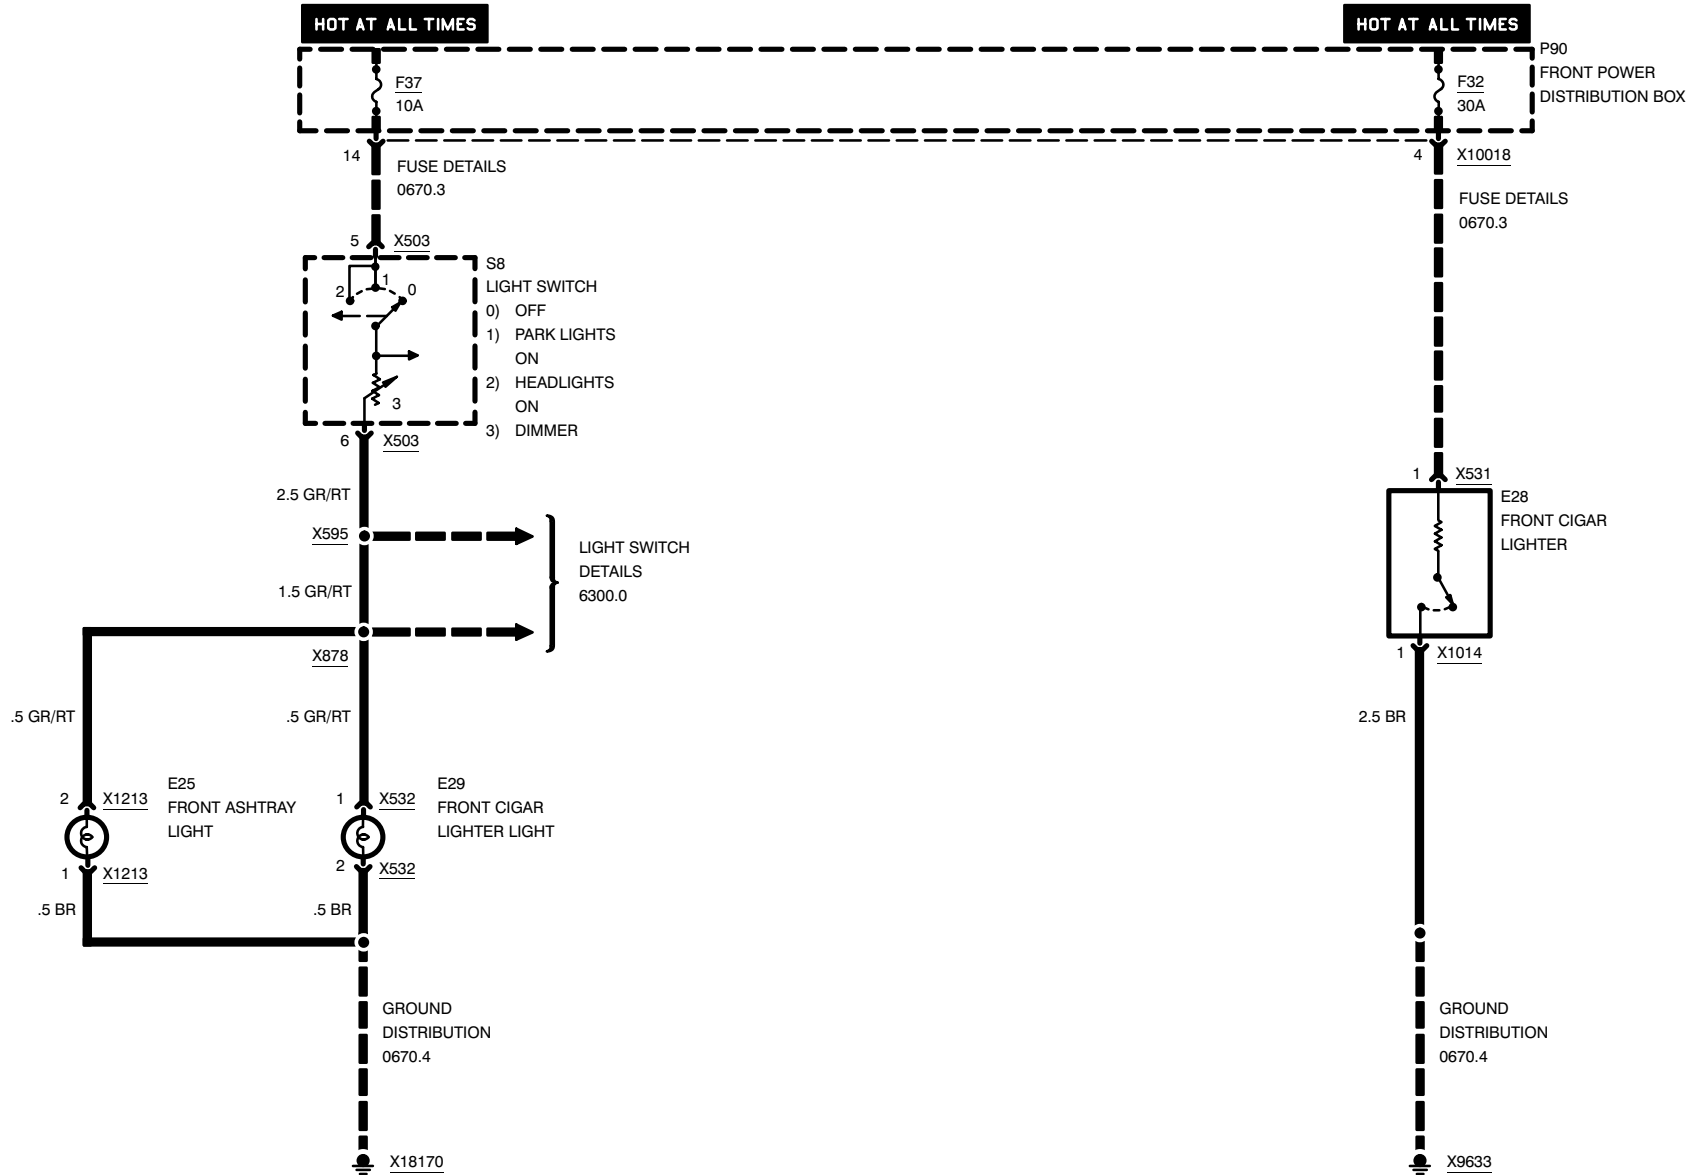 HOT AT ALL TIMES
HOT AT ALL TIMES
P90
FRONT POWER
DISTRIBUTION BOX
F37
10A
F32
30A
14
FUSE DETAILS
0670.3
4
X10018
FUSE DETAILS
0670.3
5
X503
S8
LIGHT SWITCH
0) OFF
1) PARK LIGHTS
ON
2) HEADLIGHTS
ON
3) DIMMER
2
1
0
3
6
X503
2.5 GR/RT
X595
LIGHT SWITCH
DETAILS
6300.0
1.5 GR/RT
X878
1
X531
E28
FRONT CIGAR
LIGHTER
1
X1014
2.5 BR
.5 GR/RT
.5 GR/RT
2
X1213
E25
FRONT ASHTRAY
LIGHT
1
X532
E29
FRONT CIGAR
LIGHTER LIGHT
1
X1213
2
X532
.5 BR
.5 BR
GROUND
DISTRIBUTION
0670.4
GROUND
DISTRIBUTION
0670.4
X18170
X9633